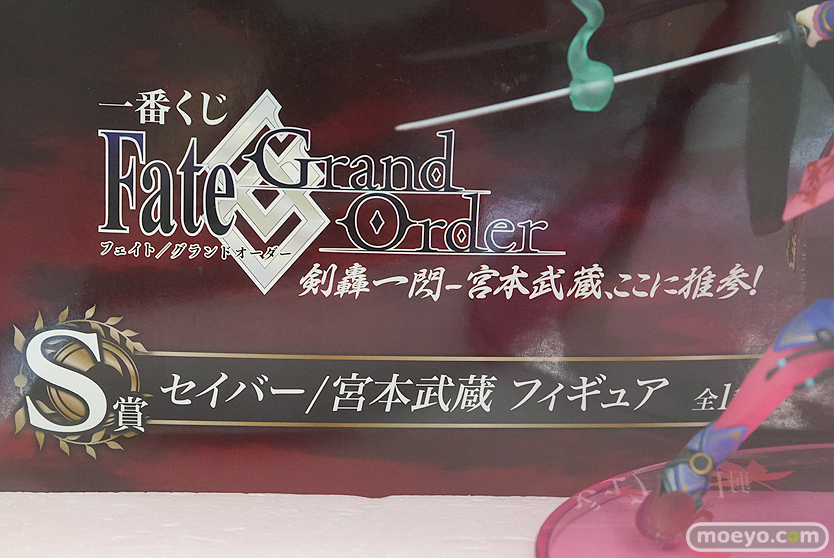 一番くじ
Fate Grand Order
フェイト/グランドオーダー
剣轟一閃-宮本武蔵、ここに推参!
S賞 セイバー/宮本武蔵 フィギュア 全1
moeyo.com